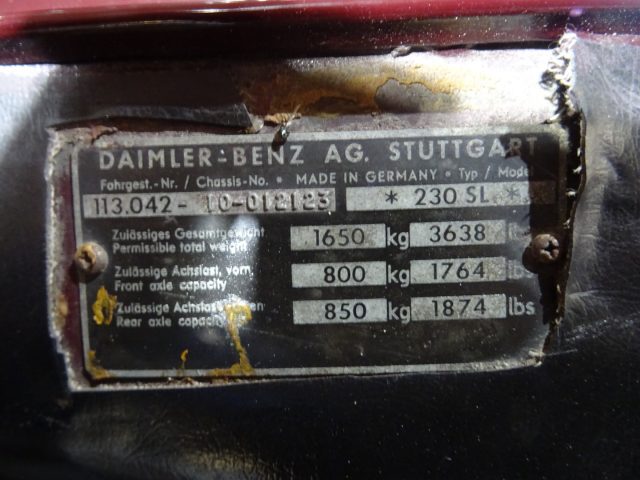 DAIMLER-BENZ AG. STUTTGART
Fahrgest.-Nr. / Chassis-No. • MADE IN GERMANY • Typ / Model
113.042- 10-012123 * 230 SL *
Zulässiges Gesamtgewicht
Permissible total weight
1650 kg 3638 lbs
Zulässige Achslast, vorn,
Front axle capacity
800 kg 1764 lbs
Zulässige Achslast
Rear axle capacity
850 kg 1874 lbs